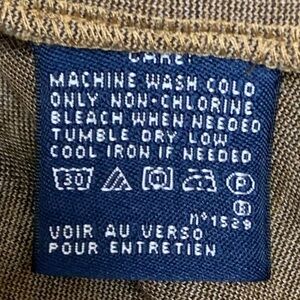 CARE:
MACHINE WASH COLD
ONLY NON-CHLORINE
BLEACH WHEN NEEDED
TUMBLE DRY LOW
COOL IRON IF NEEDED
30 P
K
n° 1529
VOIR AU VERSO
POUR ENTRETIEN